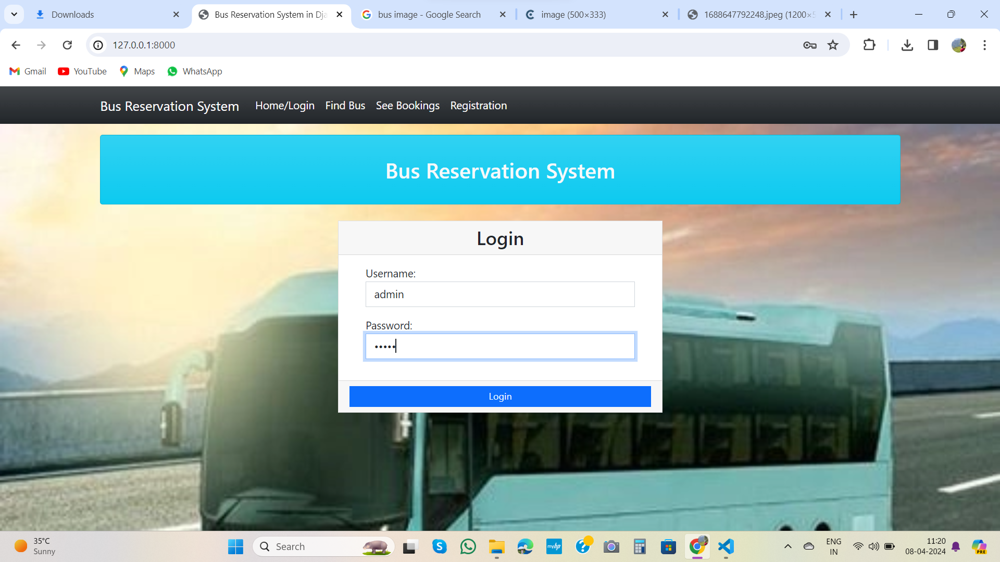 Downloads
Bus Reservation System in Dja
bus image - Google Search
image (500×333)
1688647792248.jpeg (1200×5
127.0.0.1:8000
Gmail
YouTube
Maps
WhatsApp
Bus Reservation System
Home/Login
Find Bus
See Bookings
Registration
Bus Reservation System
Login
Username:
admin
Password:
•••••
Login
35°C
Sunny
Search
S
myhp
?
ENG
IN
11:20
08-04-2024
PRE